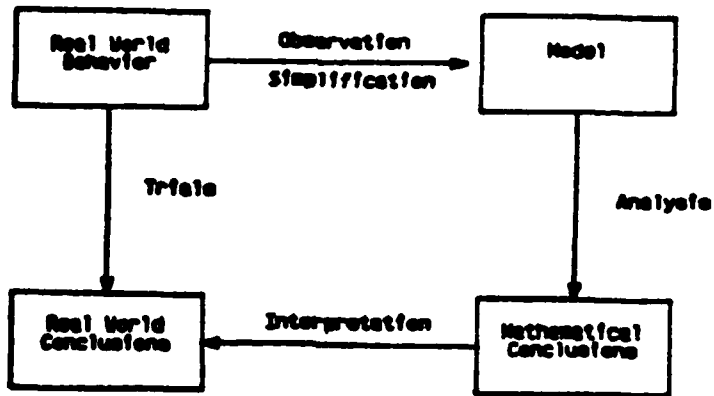 Real World
Behavior
Observation
Simplification
Model
Trials
Analysis
Real World
Conclusions
Interpretation
Mathematical
Conclusions